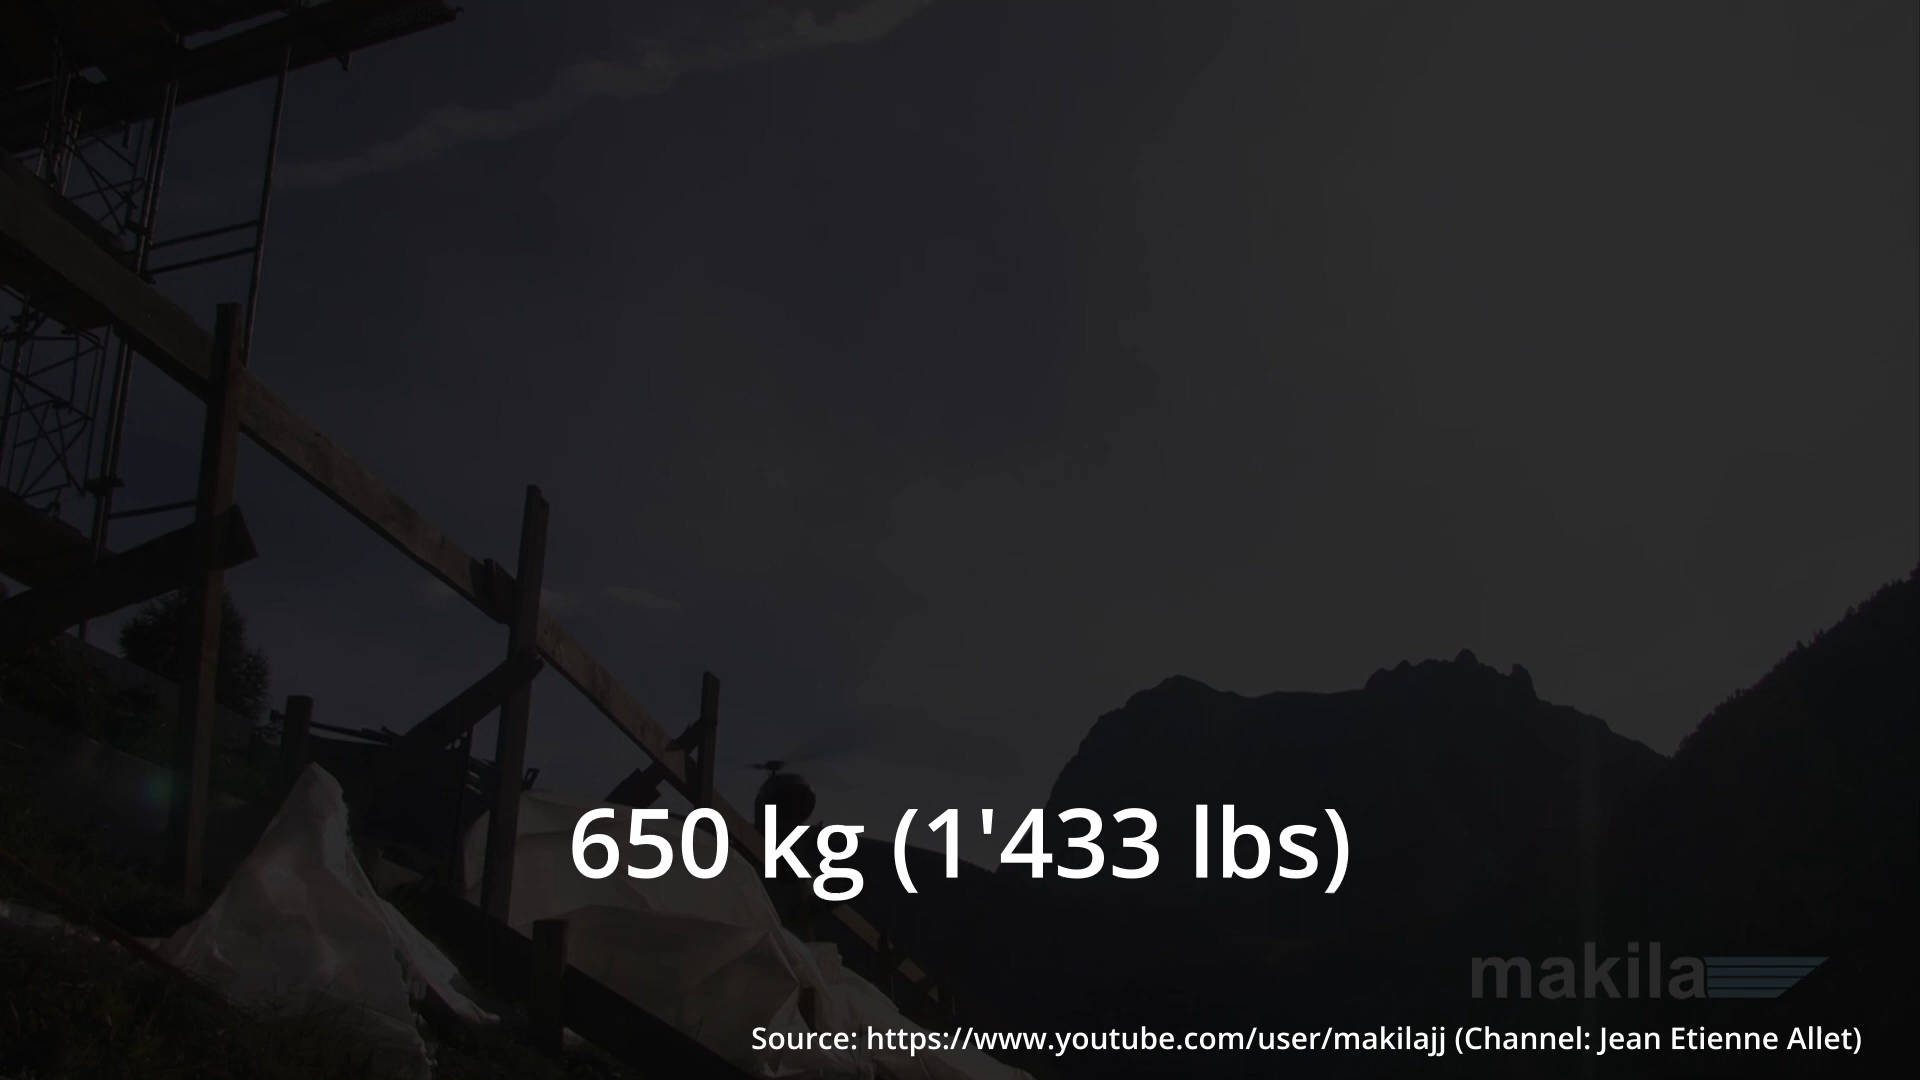 650 kg (1'433 lbs)
makila
Source: https://www.youtube.com/user/makilajj (Channel: Jean Etienne Allet)